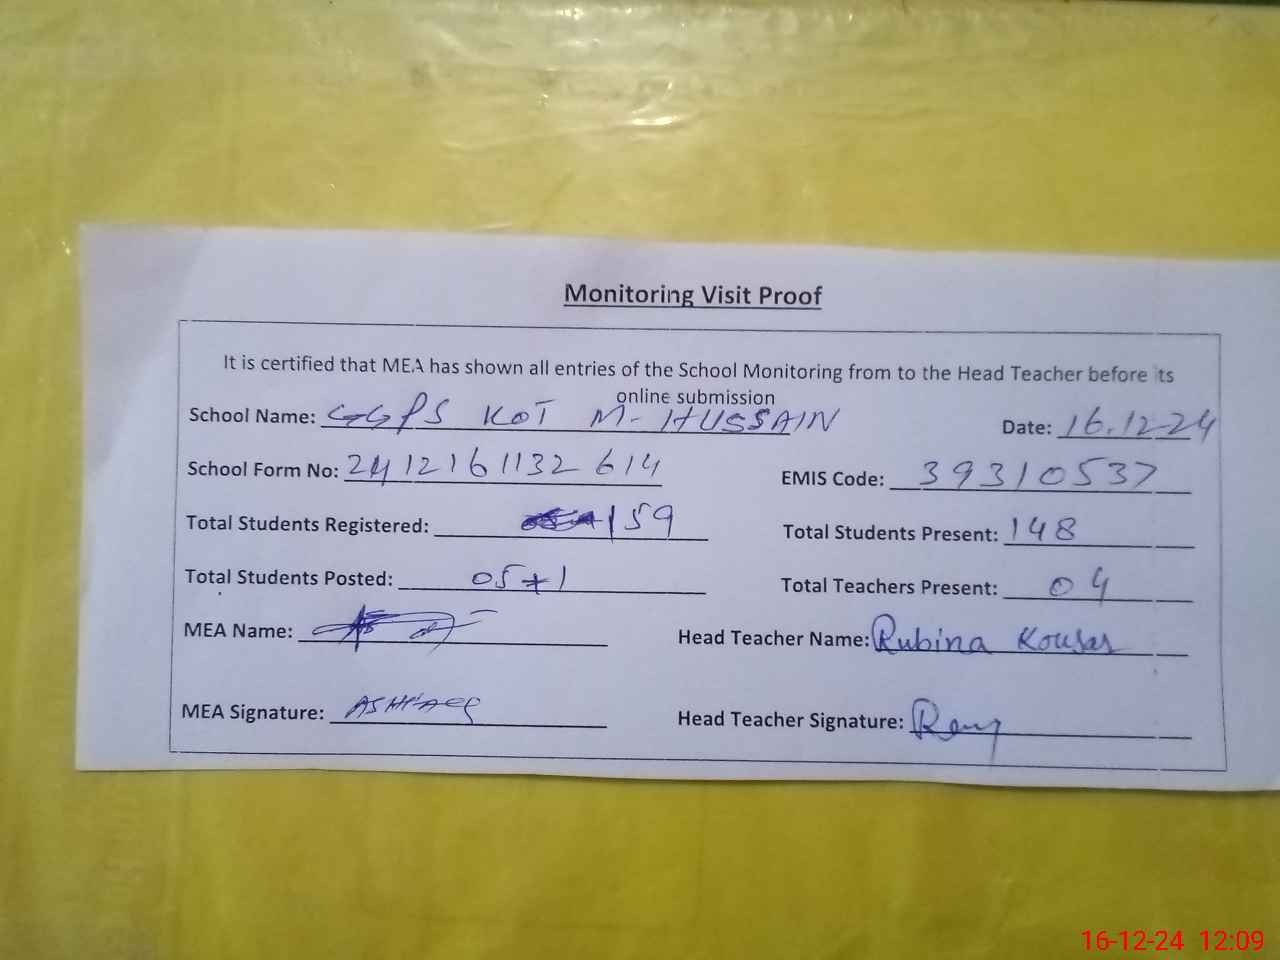 Monitoring Visit Proof
It is certified that MEA has shown all entries of the School Monitoring from to the Head Teacher before its
online submission
School Name: GGPS KOT M- HUSSAIN Date: 16.12-24
School Form No: 2412161132614 EMIS Code: 39310537
Total Students Registered: 159 Total Students Present: 148
Total Students Posted: 05+1 Total Teachers Present: 04
MEA Name: Head Teacher Name: Rubina Kousar
MEA Signature: ASHFAEQ Head Teacher Signature:
16-12-24 12:09